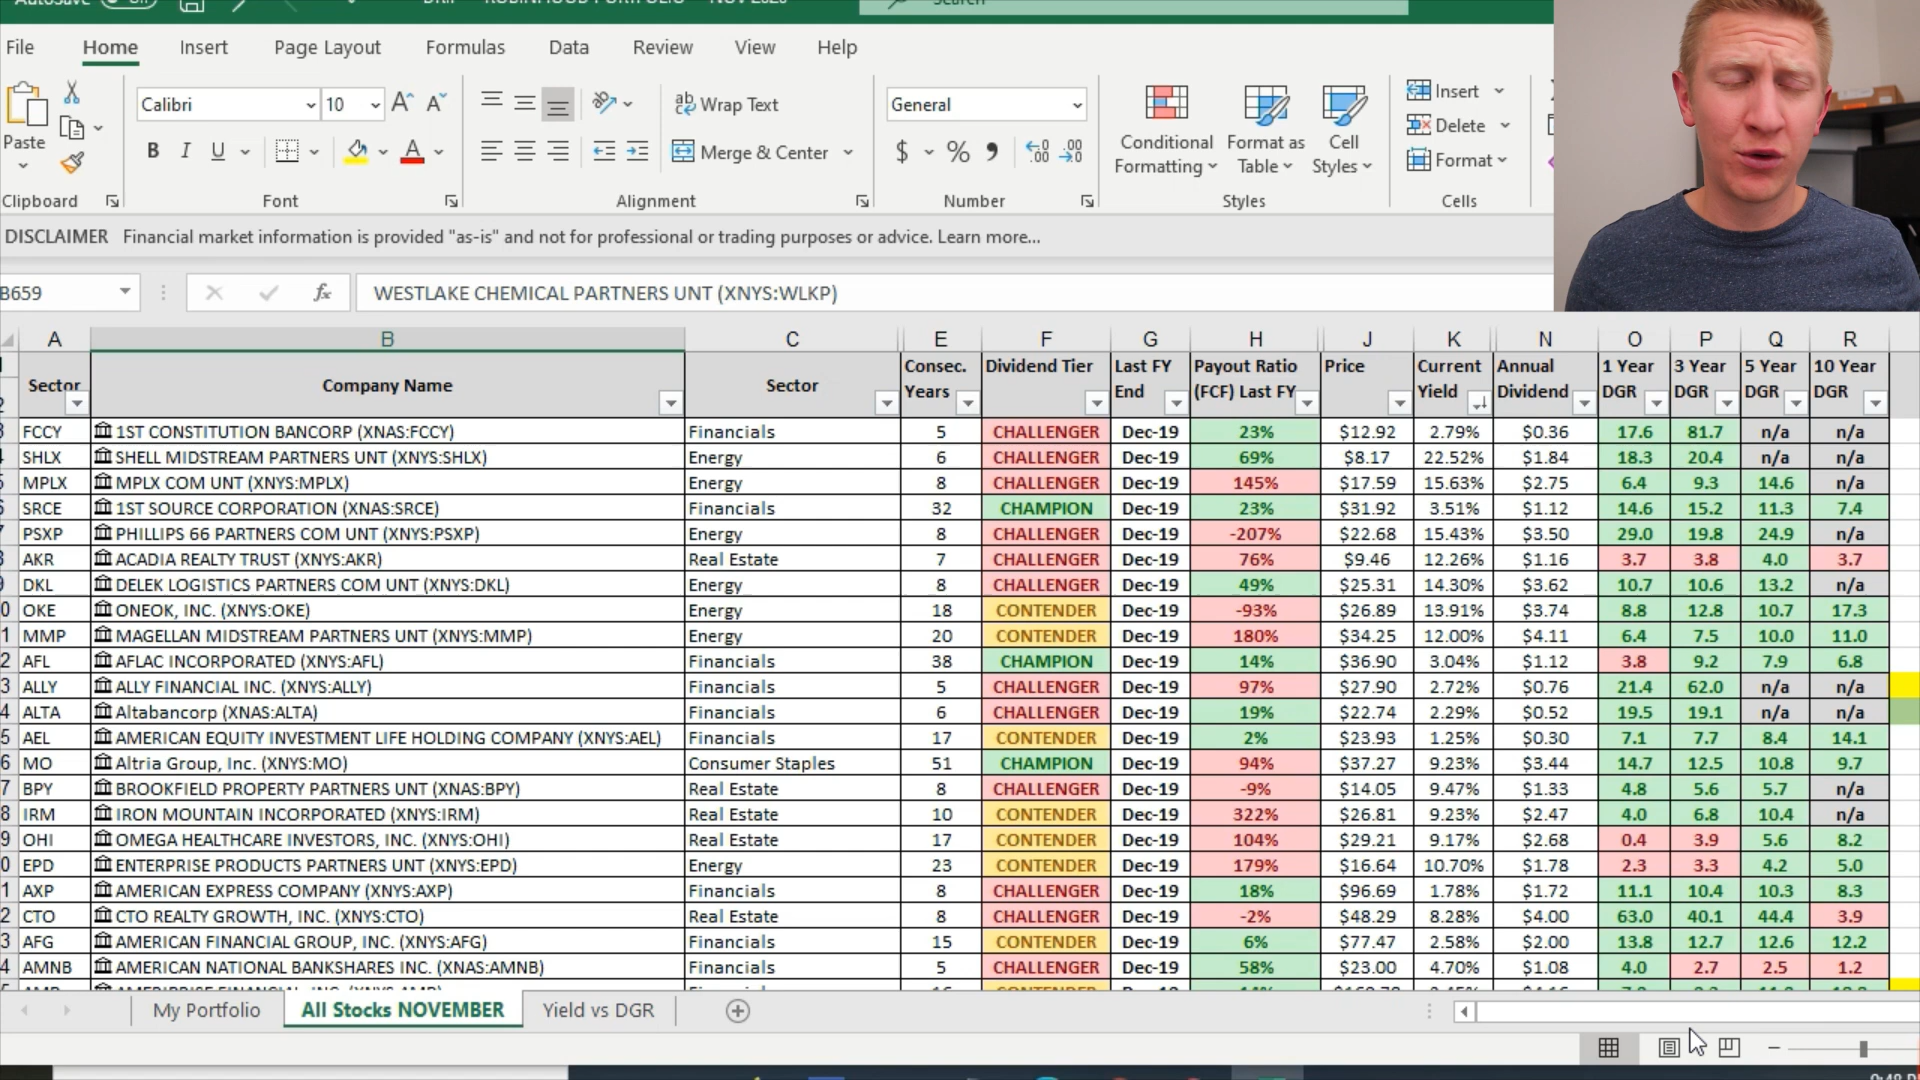 File Home Insert Page Layout Formulas Data Review View Help
Calibri 10 Wrap Text General Insert
Paste Conditional Format as Cell Delete
B I U A Merge & Center $ % Formatting Table Styles Format
Clipboard Font Alignment Number Styles Cells
DISCLAIMER Financial market information is provided "as-is" and not for professional or trading purposes or advice. Learn more...
B659 fx WESTLAKE CHEMICAL PARTNERS UNT (XNYS:WLKP)
A B C E F G H J K N O P Q R
Sector Company Name Sector Consec. Years Dividend Tier Last FY End Payout Ratio (FCF) Last FY Price Current Yield Annual Dividend 1 Year DGR 3 Year DGR 5 Year DGR 10 Year DGR
FCCY 1ST CONSTITUTION BANCORP (XNAS:FCCY) Financials 5 CHALLENGER Dec-19 23% $12.92 2.79% $0.36 17.6 81.7 n/a n/a
SHLX SHELL MIDSTREAM PARTNERS UNT (XNYS:SHLX) Energy 6 CHALLENGER Dec-19 69% $8.17 22.52% $1.84 18.3 20.4 n/a n/a
MPLX MPLX COM UNT (XNYS:MPLX) Energy 8 CHALLENGER Dec-19 145% $17.59 15.63% $2.75 6.4 9.3 14.6 n/a
SRCE 1ST SOURCE CORPORATION (XNAS:SRCE) Financials 32 CHAMPION Dec-19 23% $31.92 3.51% $1.12 14.6 15.2 11.3 7.4
PSXP PHILLIPS 66 PARTNERS COM UNT (XNYS:PSXP) Energy 8 CHALLENGER Dec-19 -207% $22.68 15.43% $3.50 29.0 19.8 24.9 n/a
AKR ACADIA REALTY TRUST (XNYS:AKR) Real Estate 7 CHALLENGER Dec-19 76% $9.46 12.26% $1.16 3.7 3.8 4.0 3.7
DKL DELEK LOGISTICS PARTNERS COM UNT (XNYS:DKL) Energy 8 CHALLENGER Dec-19 49% $25.31 14.30% $3.62 10.7 10.6 13.2 n/a
OKE ONEOK, INC. (XNYS:OKE) Energy 18 CONTENDER Dec-19 -93% $26.89 13.91% $3.74 8.8 12.8 10.7 17.3
MMP MAGELLAN MIDSTREAM PARTNERS UNT (XNYS:MMP) Energy 20 CONTENDER Dec-19 180% $34.25 12.00% $4.11 6.4 7.5 10.0 11.0
AFL AFLAC INCORPORATED (XNYS:AFL) Financials 38 CHAMPION Dec-19 14% $36.90 3.04% $1.12 3.8 9.2 7.9 6.8
ALLY ALLY FINANCIAL INC. (XNYS:ALLY) Financials 5 CHALLENGER Dec-19 97% $27.90 2.72% $0.76 21.4 62.0 n/a n/a
ALTA Altabancorp (XNAS:ALTA) Financials 6 CHALLENGER Dec-19 19% $22.74 2.29% $0.52 19.5 19.1 n/a n/a
AEL AMERICAN EQUITY INVESTMENT LIFE HOLDING COMPANY (XNYS:AEL) Financials 17 CONTENDER Dec-19 2% $23.93 1.25% $0.30 7.1 7.7 8.4 14.1
MO Altria Group, Inc. (XNYS:MO) Consumer Staples 51 CHAMPION Dec-19 94% $37.27 9.23% $3.44 14.7 12.5 10.8 9.7
BPY BROOKFIELD PROPERTY PARTNERS UNT (XNAS:BPY) Real Estate 8 CHALLENGER Dec-19 -9% $14.05 9.47% $1.33 4.8 5.6 5.7 n/a
IRM IRON MOUNTAIN INCORPORATED (XNYS:IRM) Real Estate 10 CONTENDER Dec-19 322% $26.81 9.23% $2.47 4.0 6.8 10.4 n/a
OHI OMEGA HEALTHCARE INVESTORS, INC. (XNYS:OHI) Real Estate 17 CONTENDER Dec-19 104% $29.21 9.17% $2.68 0.4 3.9 5.6 8.2
EPD ENTERPRISE PRODUCTS PARTNERS UNT (XNYS:EPD) Energy 23 CONTENDER Dec-19 179% $16.64 10.70% $1.78 2.3 3.3 4.2 5.0
AXP AMERICAN EXPRESS COMPANY (XNYS:AXP) Financials 8 CHALLENGER Dec-19 18% $96.69 1.78% $1.72 11.1 10.4 10.3 8.3
CTO CTO REALTY GROWTH, INC. (XNYS:CTO) Real Estate 8 CHALLENGER Dec-19 -2% $48.29 8.28% $4.00 63.0 40.1 44.4 3.9
AFG AMERICAN FINANCIAL GROUP, INC. (XNYS:AFG) Financials 15 CONTENDER Dec-19 6% $77.47 2.58% $2.00 13.8 12.7 12.6 12.2
AMNB AMERICAN NATIONAL BANKSHARES INC. (XNAS:AMNB) Financials 5 CHALLENGER Dec-19 58% $23.00 4.70% $1.08 4.0 2.7 2.5 1.2
My Portfolio All Stocks NOVEMBER Yield vs DGR